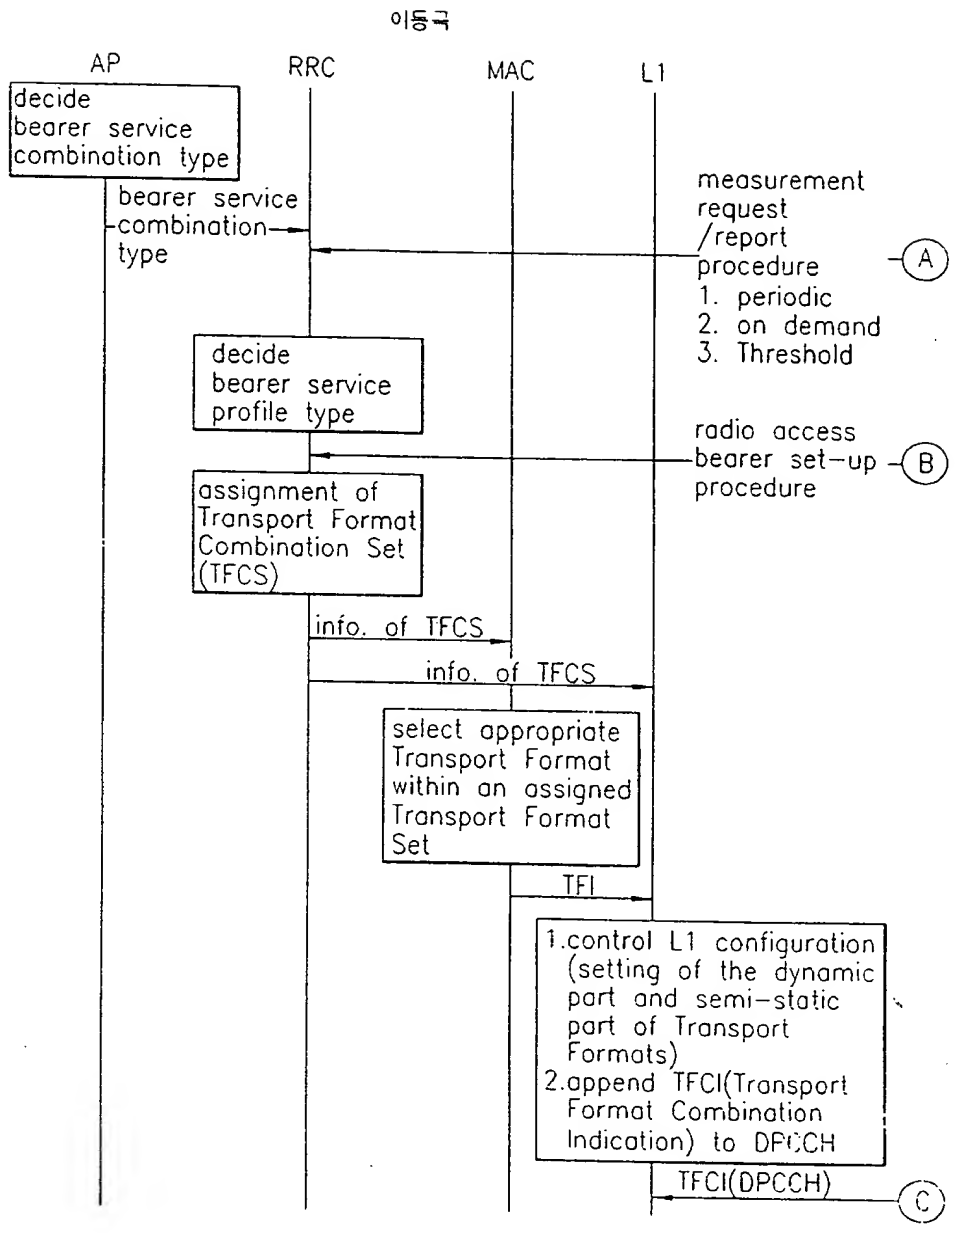 이동국
AP
RRC
MAC
L1
decide
bearer service
combination type
bearer service
combination
type
measurement
request
/report
procedure
1. periodic
2. on demand
3. Threshold
A
decide
bearer service
profile type
radio access
bearer set-up
procedure
B
assignment of
Transport Format
Combination Set
(TFCS)
info. of TFCS
info. of TFCS
select appropriate
Transport Format
within an assigned
Transport Format
Set
TFI
1.control L1 configuration
(setting of the dynamic
part and semi-static
part of Transport
Formats)
2.append TFCI(Transport
Format Combination
Indication) to DPCCH
TFCI(DPCCH)
C